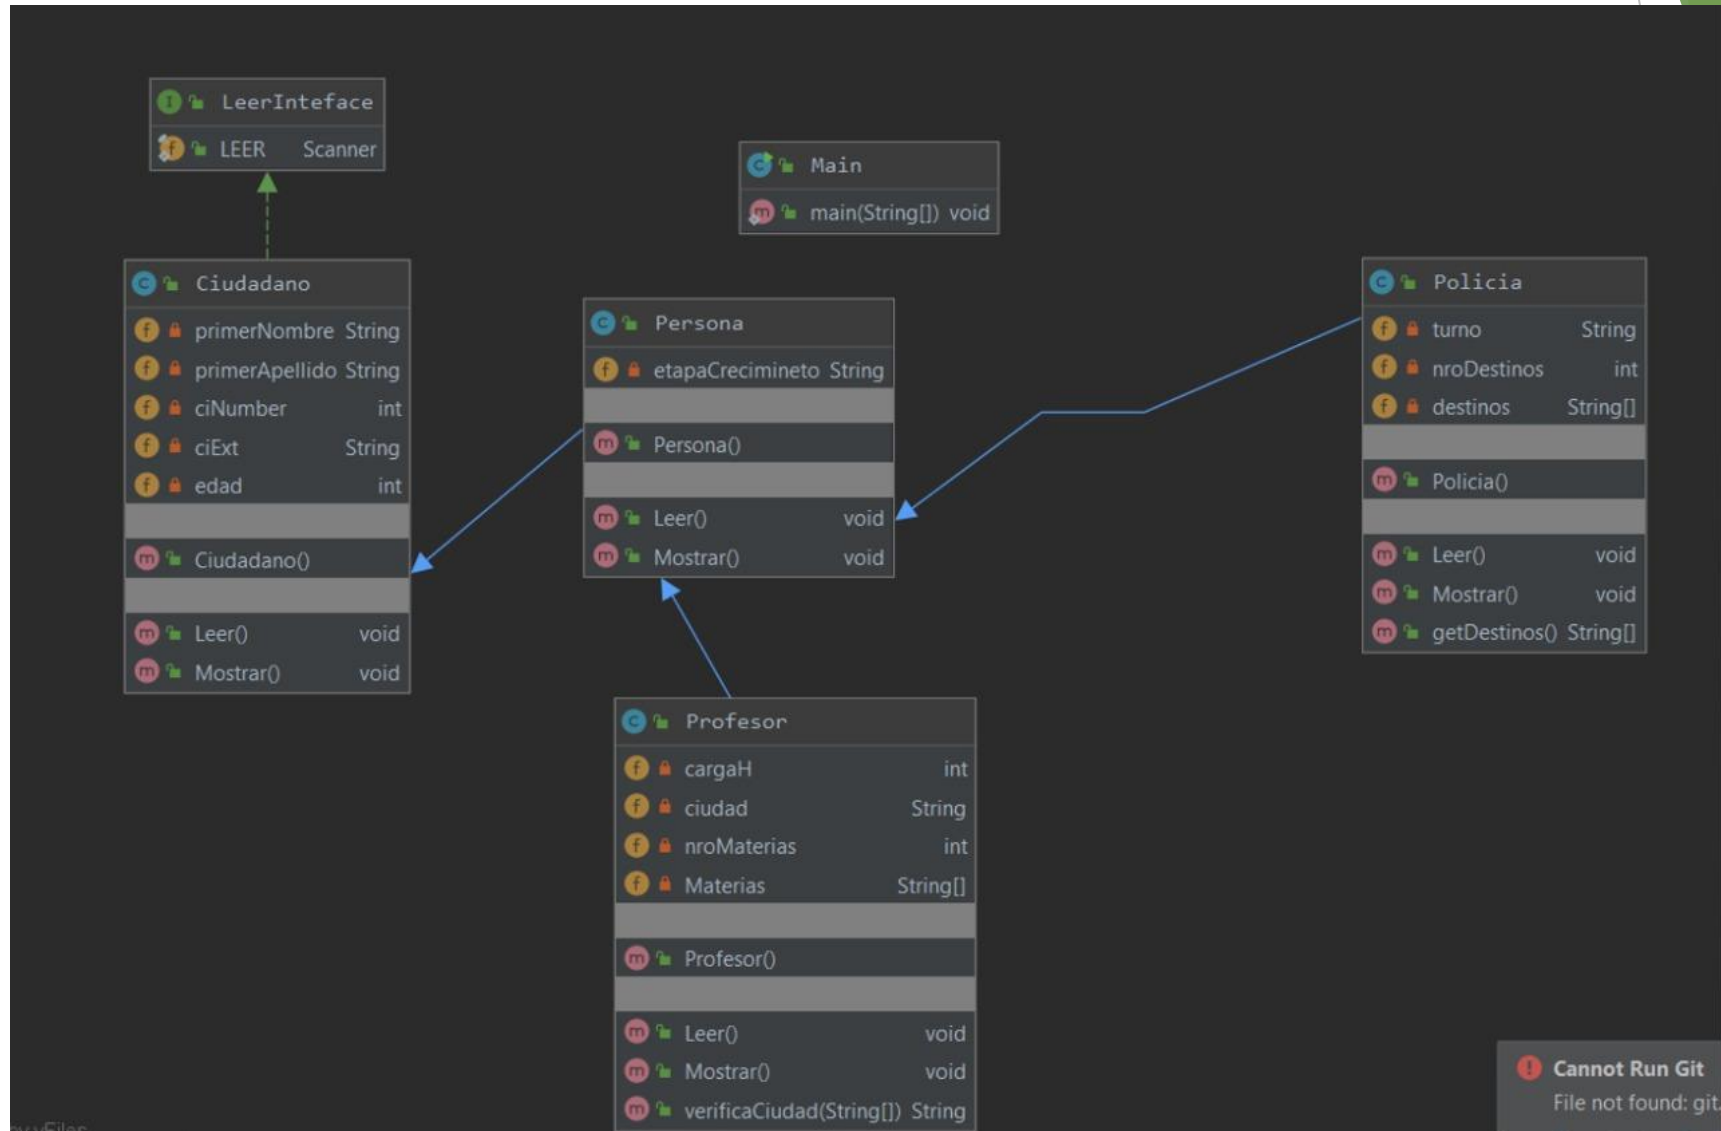 LeerInteface
LEER Scanner
Main
main(String[]) void
Ciudadano
primerNombre String
primerApellido String
ciNumber int
ciExt String
edad int
Ciudadano()
Leer() void
Mostrar() void
Persona
etapaCrecimineto String
Persona()
Leer() void
Mostrar() void
Policia
turno String
nroDestinos int
destinos String[]
Policia()
Leer() void
Mostrar() void
getDestinos() String[]
Profesor
cargaH int
ciudad String
nroMaterias int
Materias String[]
Profesor()
Leer() void
Mostrar() void
verificaCiudad(String[]) String
Cannot Run Git
File not found: git.